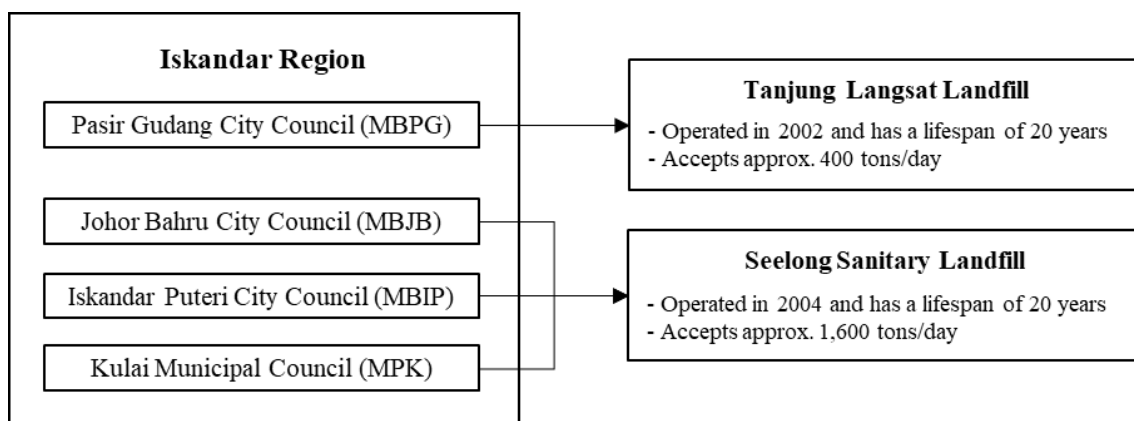 Iskandar Region
Pasir Gudang City Council (MBPG)
Johor Bahru City Council (MBJB)
Iskandar Puteri City Council (MBIP)
Kulai Municipal Council (MPK)
Tanjung Langsat Landfill
- Operated in 2002 and has a lifespan of 20 years
- Accepts approx. 400 tons/day
Seelong Sanitary Landfill
- Operated in 2004 and has a lifespan of 20 years
- Accepts approx. 1,600 tons/day